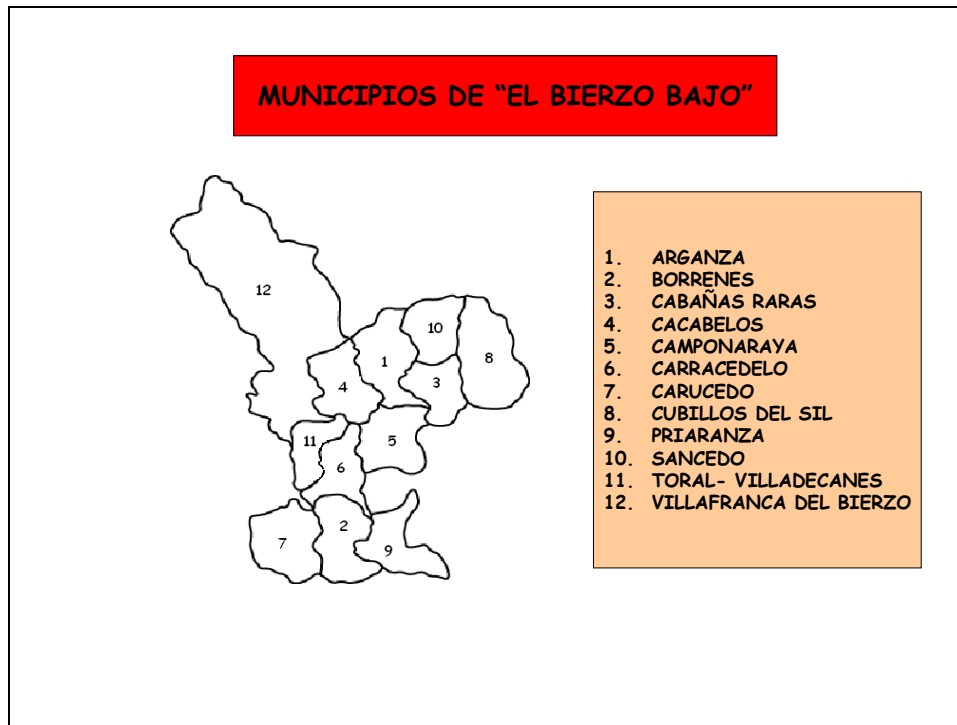 MUNICIPIOS DE “EL BIERZO BAJO”
12
10
1
8
4
3
11
5
6
2
7
9
1. ARGANZA
2. BORRENES
3. CABAÑAS RARAS
4. CACABELOS
5. CAMPONARAYA
6. CARRACEDELO
7. CARUCEDO
8. CUBILLOS DEL SIL
9. PRIARANZA
10. SANCEDO
11. TORAL- VILLADECANES
12. VILLAFRANCA DEL BIERZO